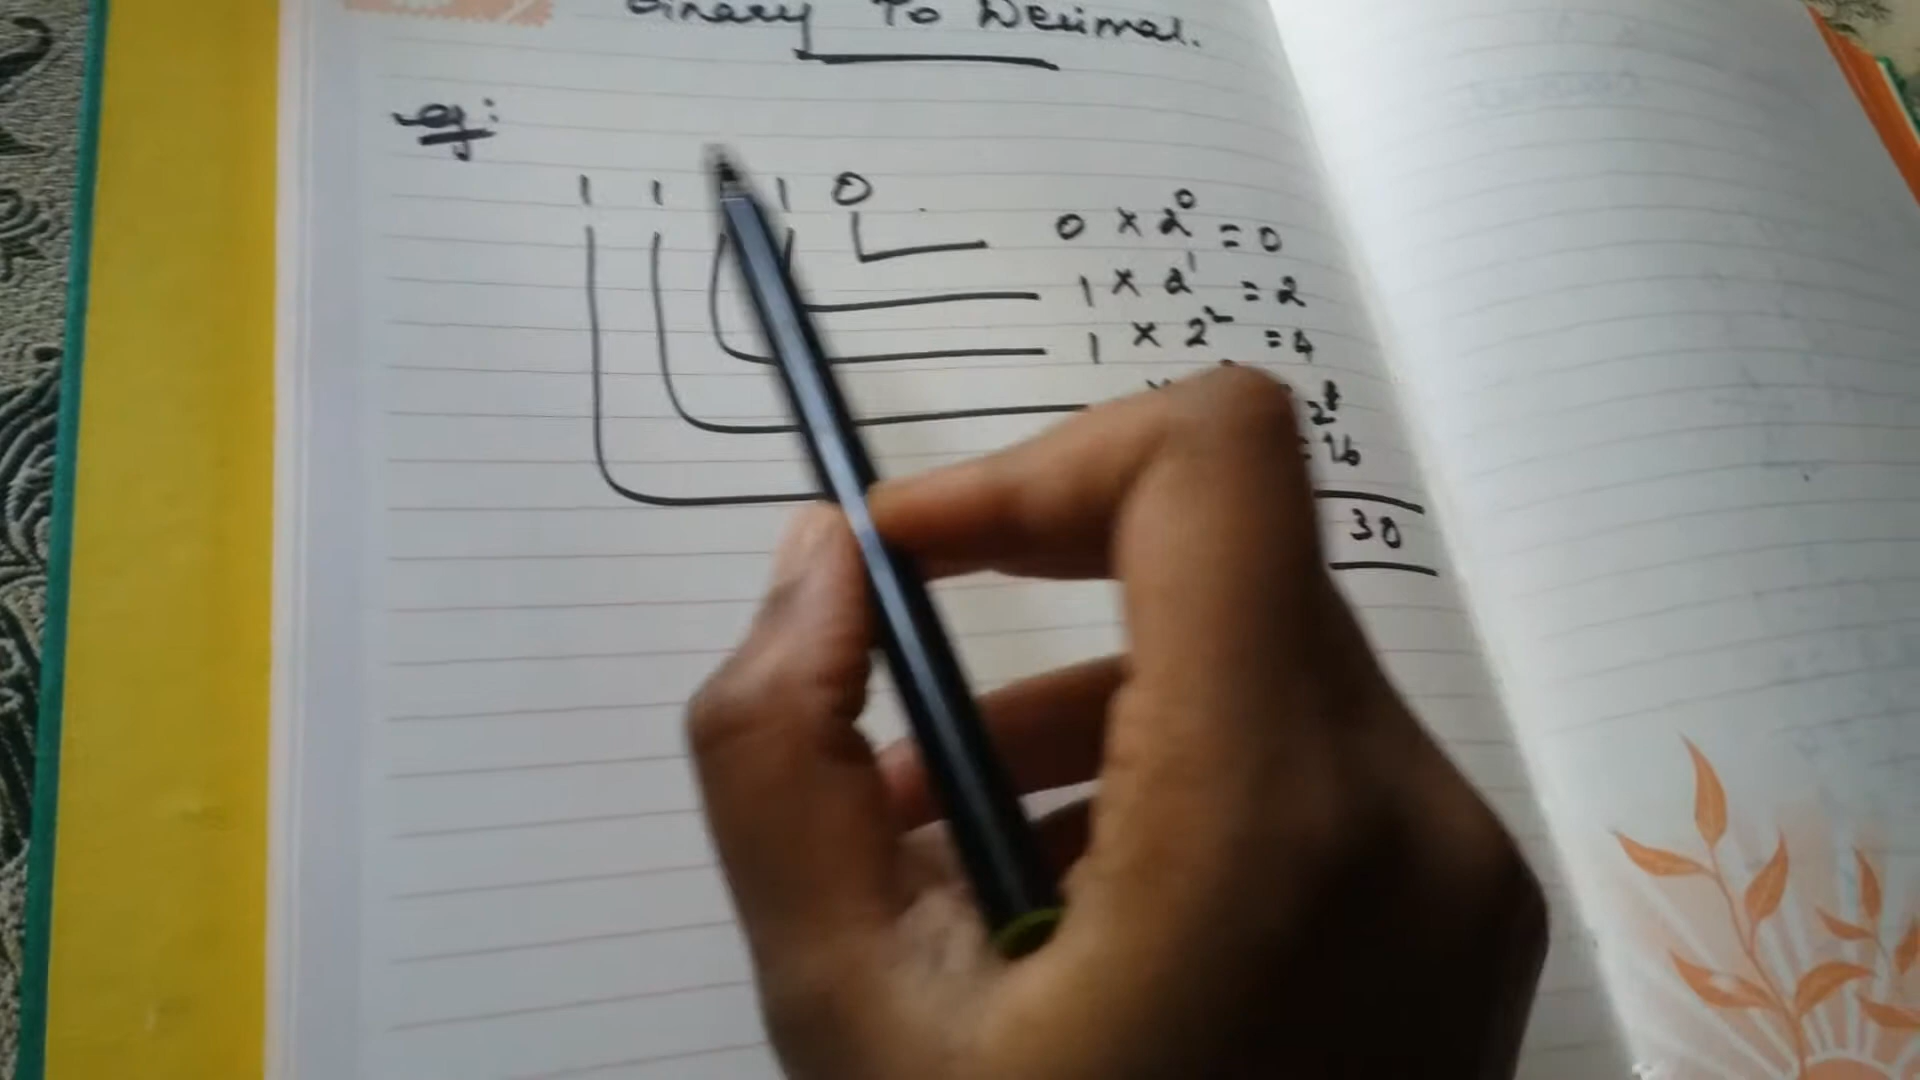 Binary To Decimal.
eg:
1 1 1 0
0 × 2⁰ = 0
1 × 2¹ = 2
1 × 2² = 4
= 16
30